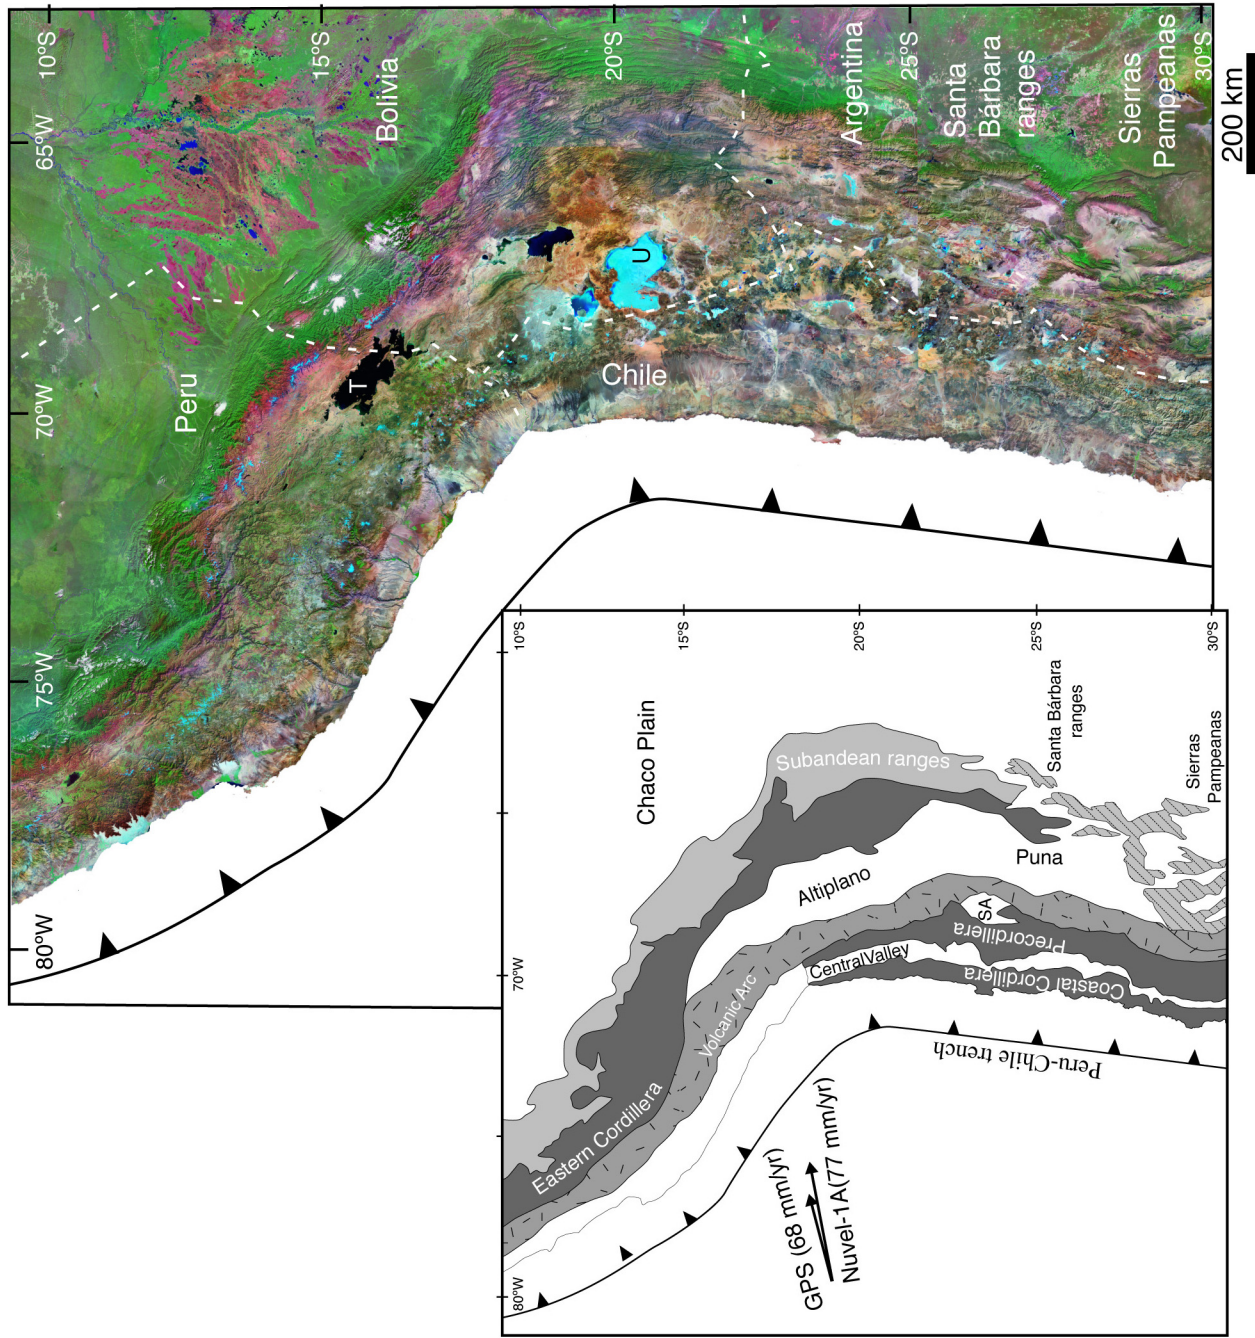 10°S
15°S
20°S
25°S
30°S
65°W
70°W
75°W
80°W
Bolivia
Argentina
Santa
Bárbara
ranges
Sierras
Pampeanas
200 km
Peru
T
U
Chile
10°S
15°S
20°S
25°S
30°S
70°W
80°W
Chaco Plain
Subandean ranges
Santa Bárbara
ranges
Sierras
Pampeanas
Altiplano
Puna
Eastern Cordillera
Volcanic Arc
SA
Precordillera
CentralValley
Coastal Cordillera
Peru-Chile trench
GPS (68 mm/yr)
Nuvel-1A(77 mm/yr)